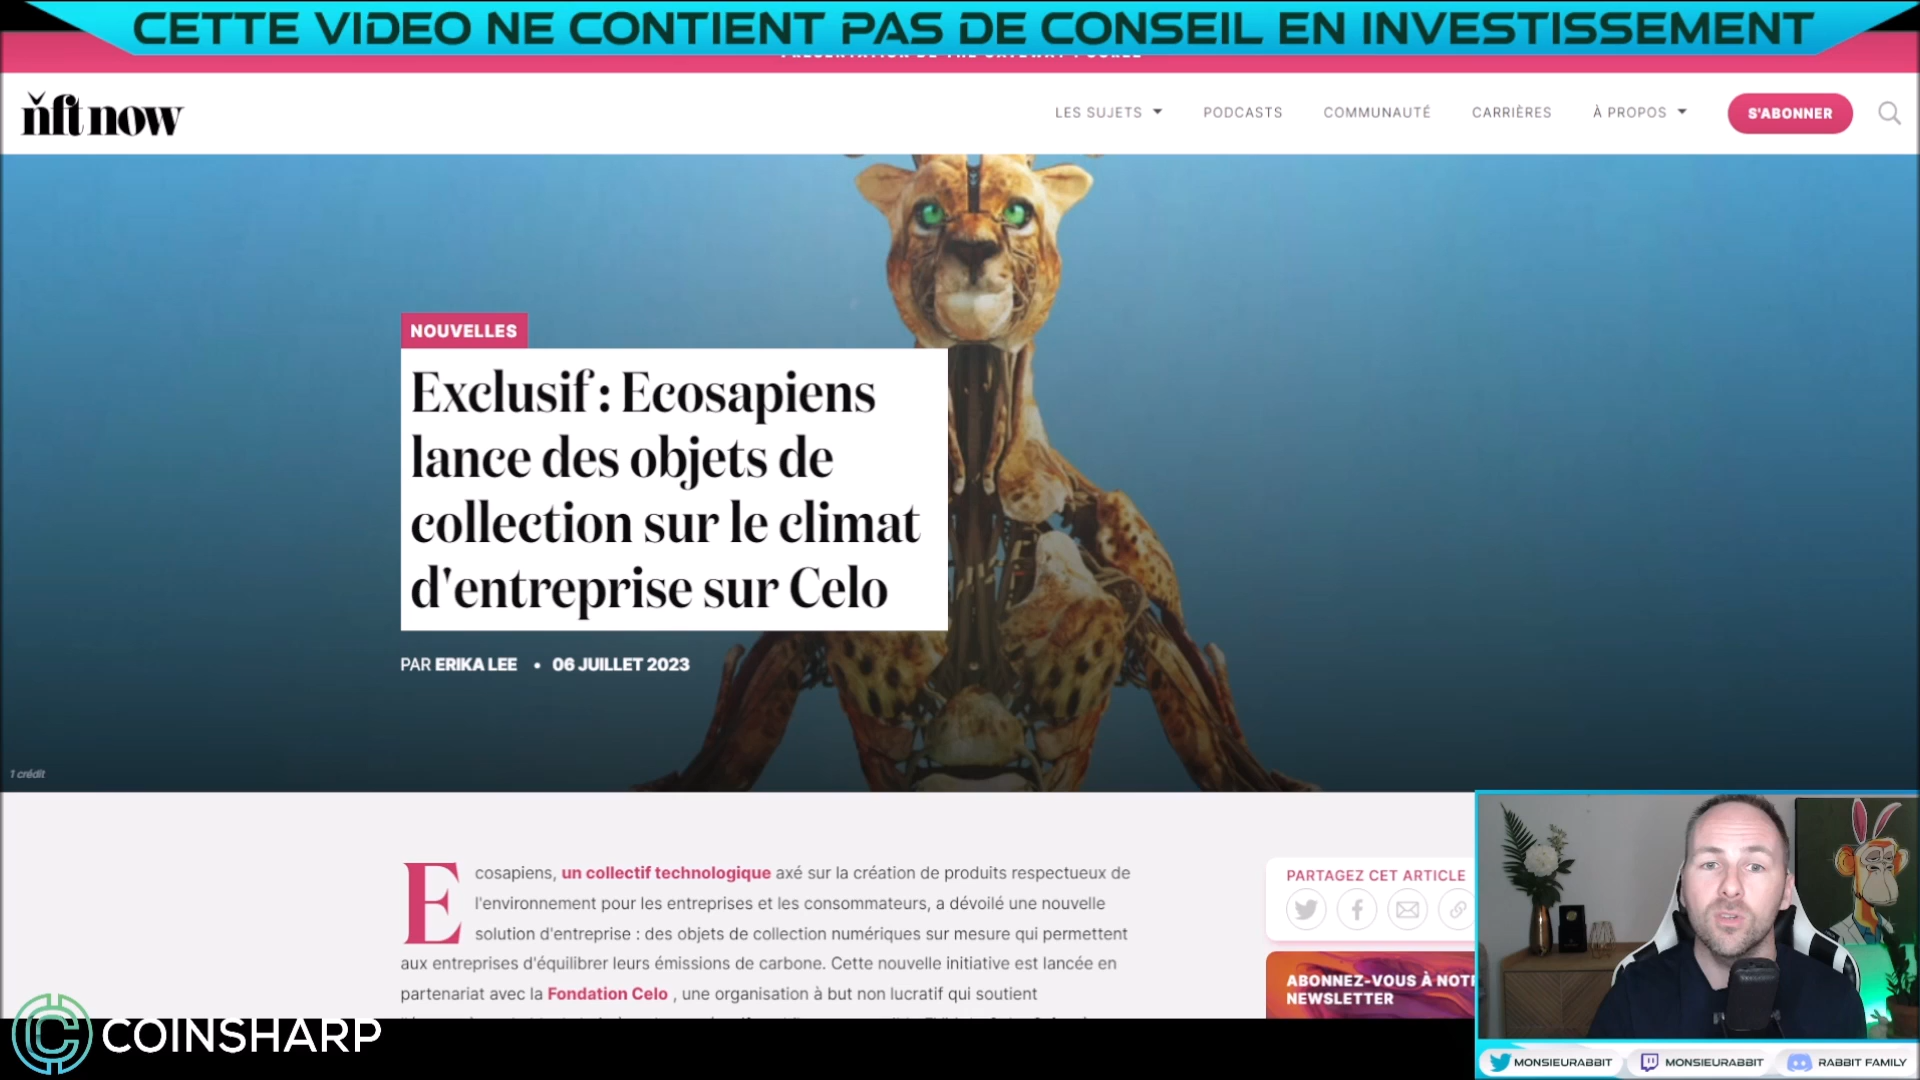 CETTE VIDEO NE CONTIENT PAS DE CONSEIL EN INVESTISSEMENT
nft now
LES SUJETS
PODCASTS
COMMUNAUTÉ
CARRIÈRES
À PROPOS
S'ABONNER
NOUVELLES
Exclusif : Ecosapiens
lance des objets de
collection sur le climat
d'entreprise sur Celo
PAR ERIKA LEE • 06 JUILLET 2023
1 crédit
Ecosapiens, un collectif technologique axé sur la création de produits respectueux de
l'environnement pour les entreprises et les consommateurs, a dévoilé une nouvelle
solution d'entreprise : des objets de collection numériques sur mesure qui permettent
aux entreprises d'équilibrer leurs émissions de carbone. Cette nouvelle initiative est lancée en
partenariat avec la Fondation Celo , une organisation à but non lucratif qui soutient
PARTAGEZ CET ARTICLE
ABONNEZ-VOUS À NOT
NEWSLETTER
COINSHARP
MONSIEURABBIT
MONSIEURABBIT
RABBIT FAMILY